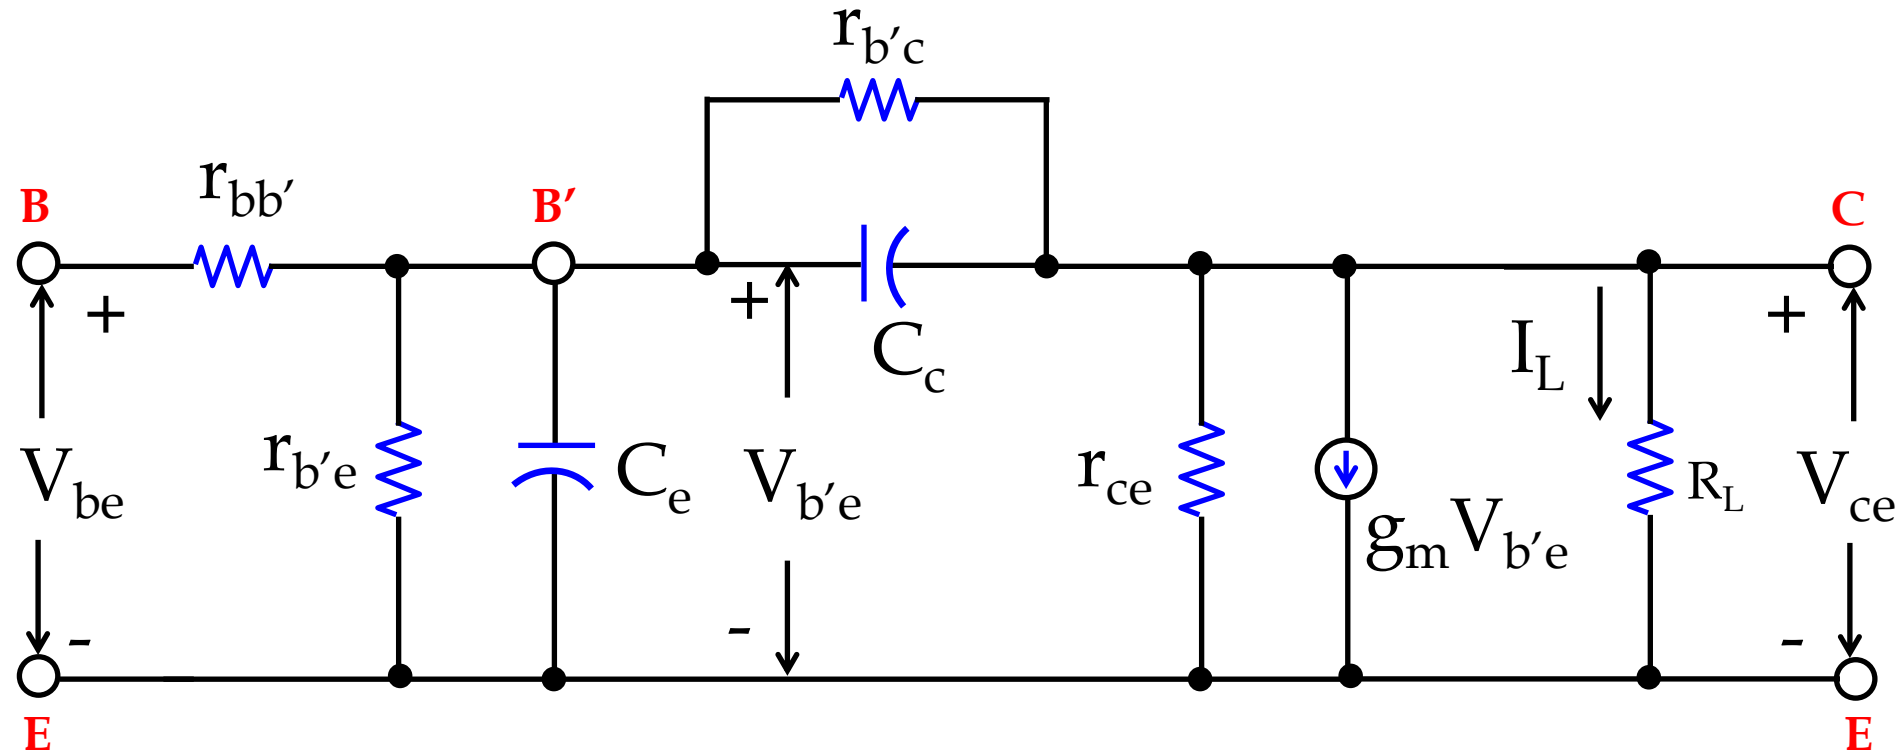 r_b′c
r_bb′
B
B′
C
+
+
+
C_c
I_L
r_b′e
C_e
V_be
V_b′e
r_ce
R_L
V_ce
g_m V_b′e
-
-
-
E
E